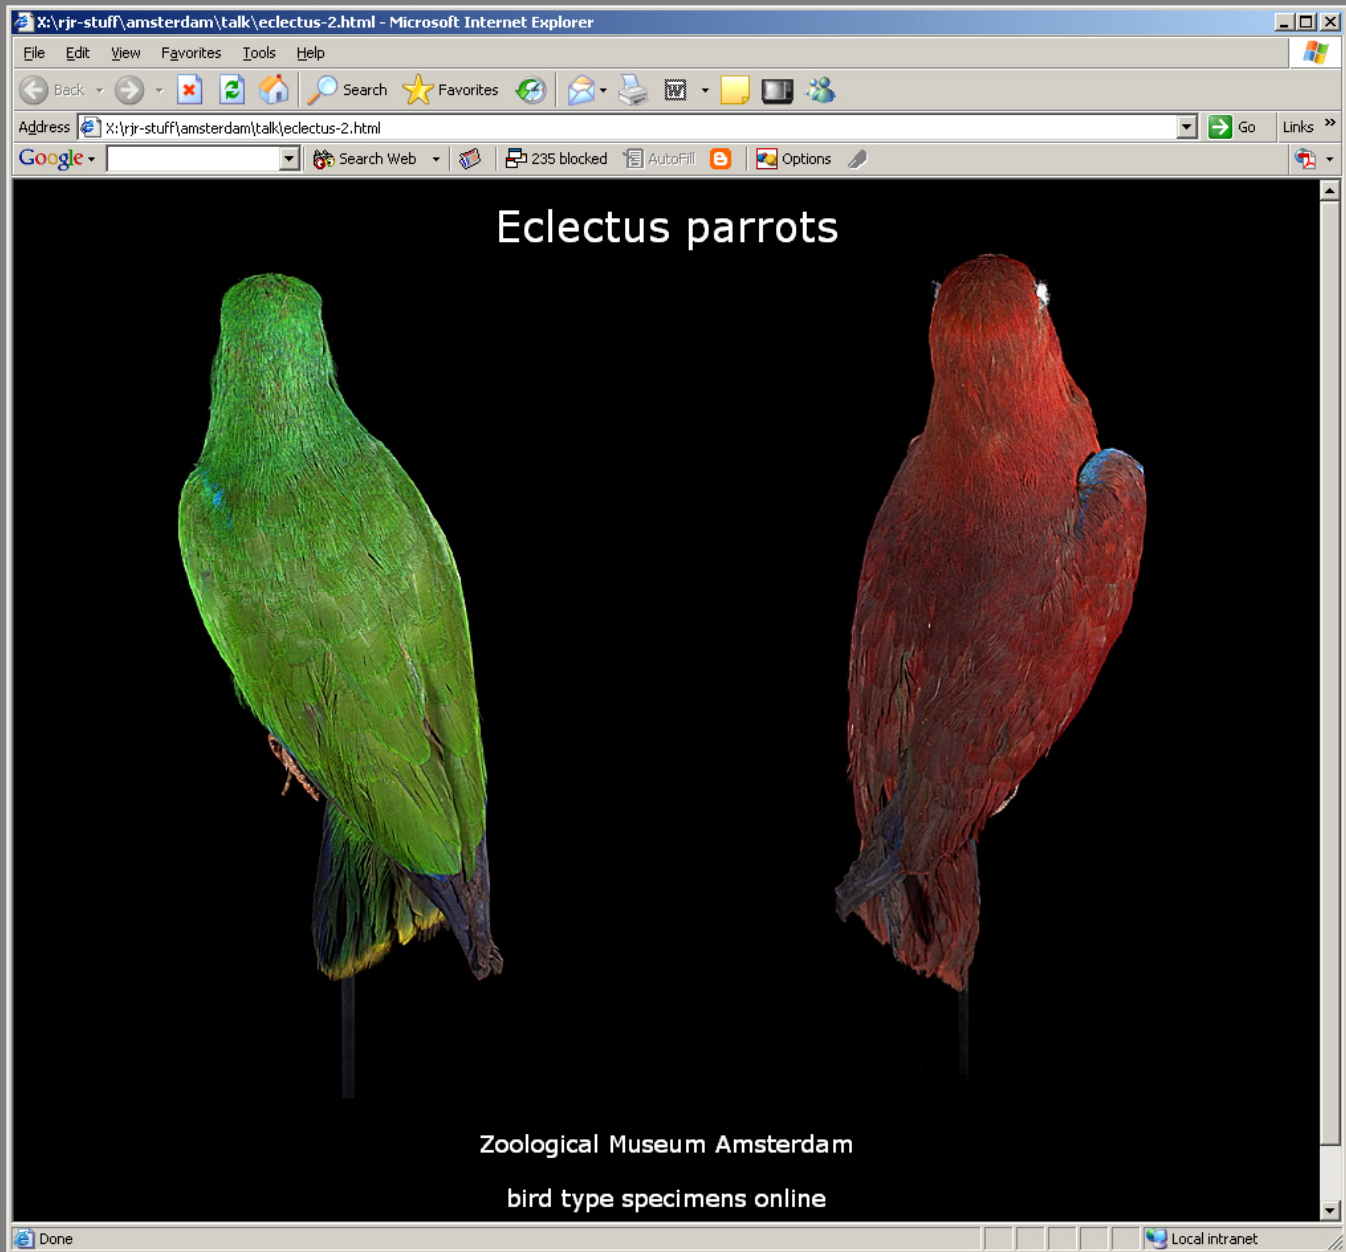 X:\rjr-stuff\amsterdam\talk\eclectus-2.html - Microsoft Internet Explorer
File Edit View Favorites Tools Help
Back Search Favorites
Address X:\rjr-stuff\amsterdam\talk\eclectus-2.html Go Links »
Google Search Web 235 blocked AutoFill Options
Eclectus parrots
Zoological Museum Amsterdam
bird type specimens online
Done Local intranet